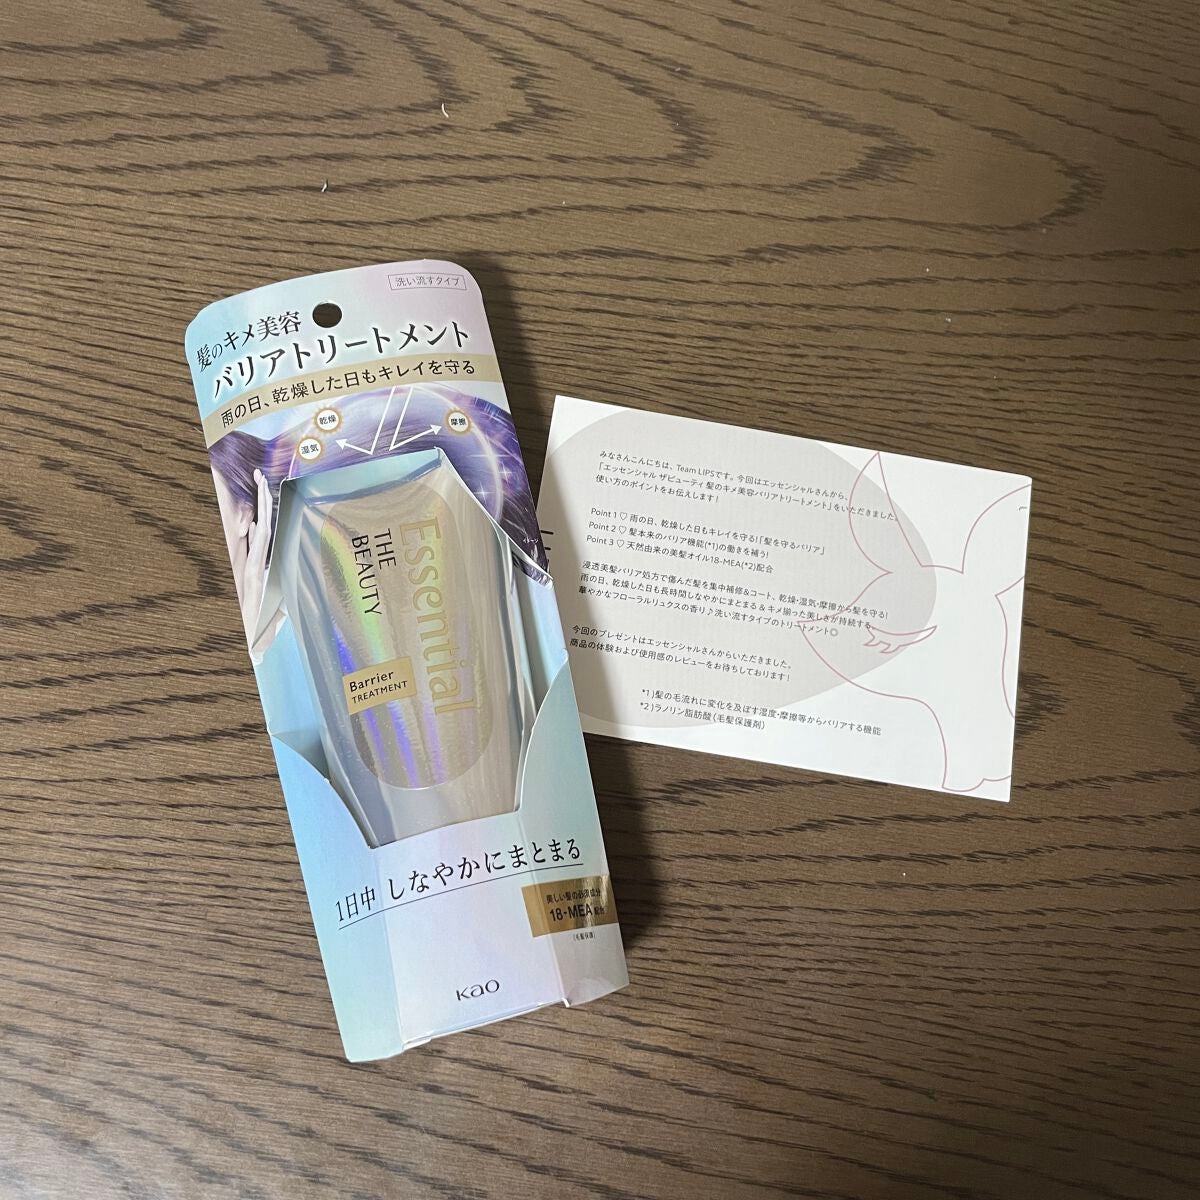 洗い流すタイプ
髪のキメ美容
バリアトリートメント
雨の日、乾燥した日もキレイを守る
乾燥
湿気
摩擦
イメージ
Essential
THE
BEAUTY
Barrier
TREATMENT
1日中 しなやかにまとまる
美しい髪の必須成分
18-MEA 配合
(毛髪保護)
Kao
みなさんこんにちは、Team LIPSです。今回はエッセンシャルさんから、
「エッセンシャル ザビューティ 髪のキメ美容バリアトリートメント」をいただきました。
使い方のポイントをお伝えします!
Point 1 ♡ 雨の日、乾燥した日もキレイを守る!「髪を守るバリア」
Point 2 ♡ 髪本来のバリア機能(*1)の働きを補う!
Point 3 ♡ 天然由来の美髪オイル18-MEA(*2)配合
浸透美髪バリア処方で傷んだ髪を集中補修&コート、乾燥・湿気・摩擦から髪を守る!
雨の日、乾燥した日も長時間しなやかにまとまる & キメ揃った美しさが持続する。
華やかなフローラルリュクスの香り♪洗い流すタイプのトリートメント◎
今回のプレゼントはエッセンシャルさんからいただきました。
商品の体験および使用感のレビューをお待ちしております!
*1)髪の毛流れに変化を及ぼす湿度・摩擦等からバリアする機能
*2)ラノリン脂肪酸(毛髪保護剤)